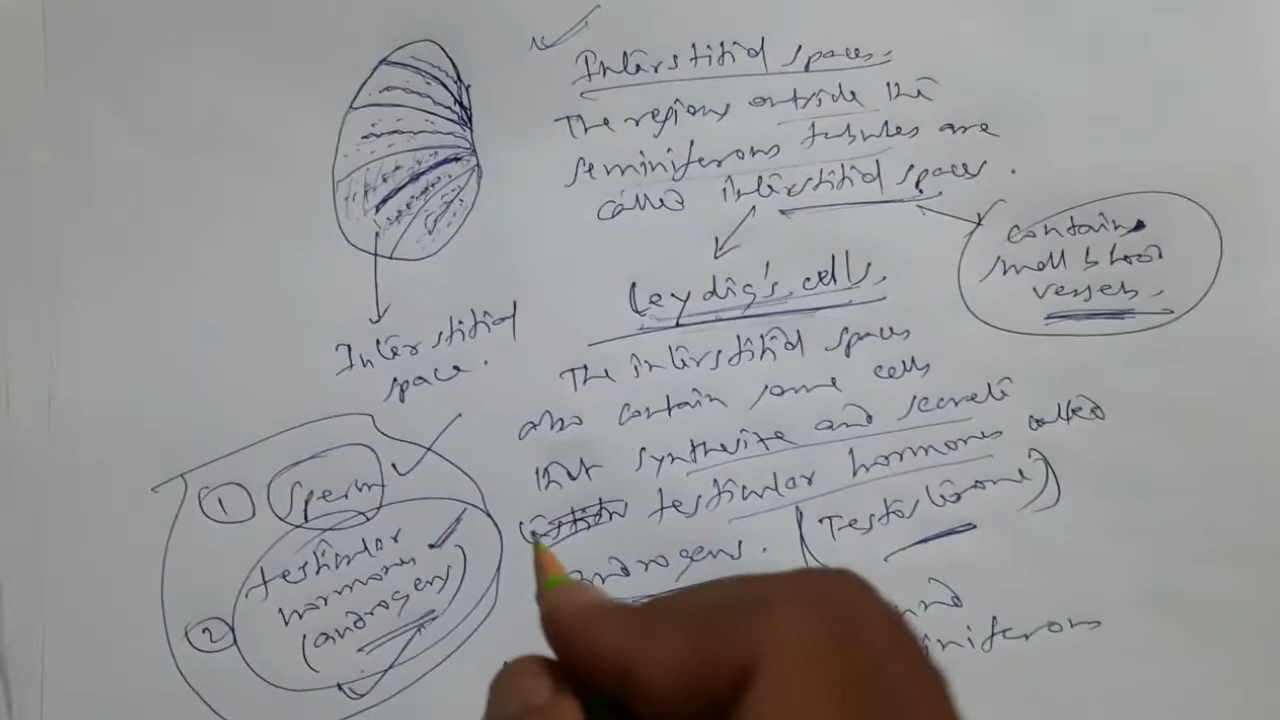 Interstitial spaces
The regions outside the
seminiferous tubules are
called interstitial spaces.
contains
small blood
vessels.
Leydig's cells.
The interstitial spaces
also contain some cells
that synthesize and secrete
testicular hormones called
androgens. (Testosterone)
iniferous
Interstitial
space.
① Sperm
② testicular
hormones
(androgens)